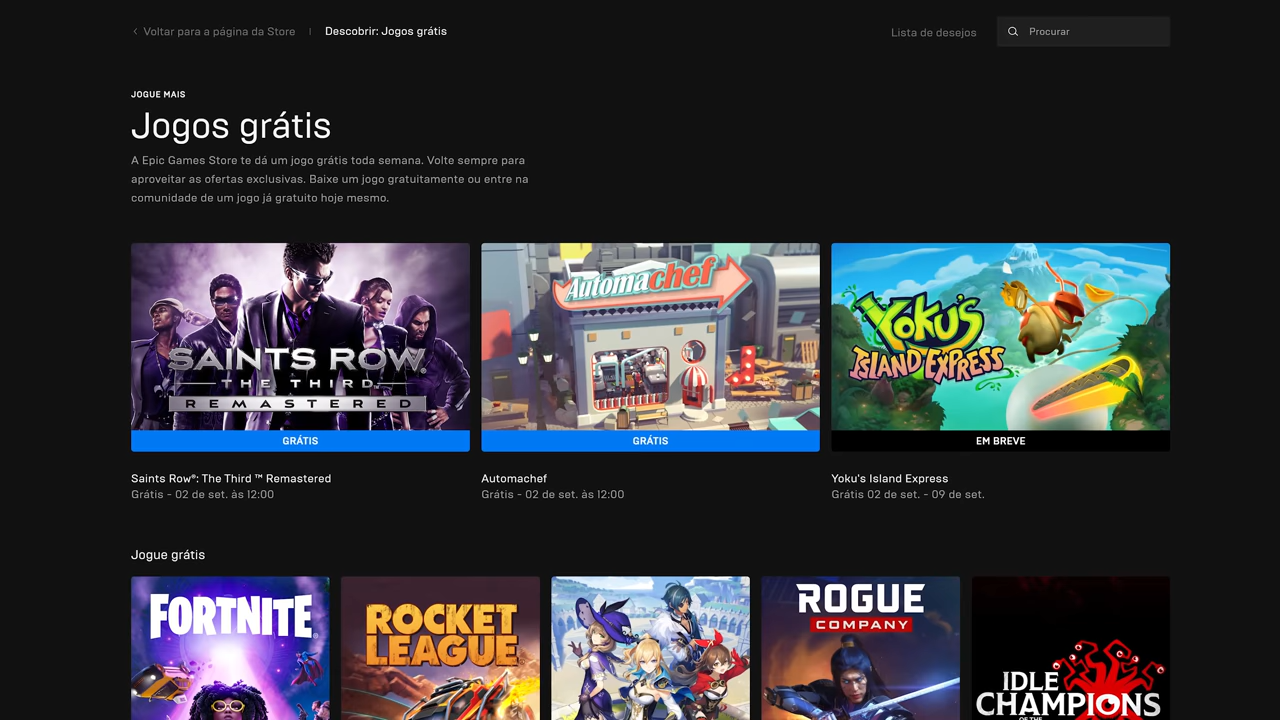 Voltar para a página da Store
Descobrir: Jogos grátis
Lista de desejos
Procurar
JOGUE MAIS
Jogos grátis
A Epic Games Store te dá um jogo grátis toda semana. Volte sempre para
aproveitar as ofertas exclusivas. Baixe um jogo gratuitamente ou entre na
comunidade de um jogo já gratuito hoje mesmo.
SAINTS ROW®
THE THIRD™
REMASTERED
GRÁTIS
Automachef
GRÁTIS
YOKU'S
ISLAND EXPRESS
EM BREVE
Saints Row®: The Third ™ Remastered
Grátis - 02 de set. às 12:00
Automachef
Grátis - 02 de set. às 12:00
Yoku's Island Express
Grátis 02 de set. - 09 de set.
Jogue grátis
FORTNITE®
ROCKET
LEAGUE
ROGUE
COMPANY
IDLE
CHAMPIONS
OF THE